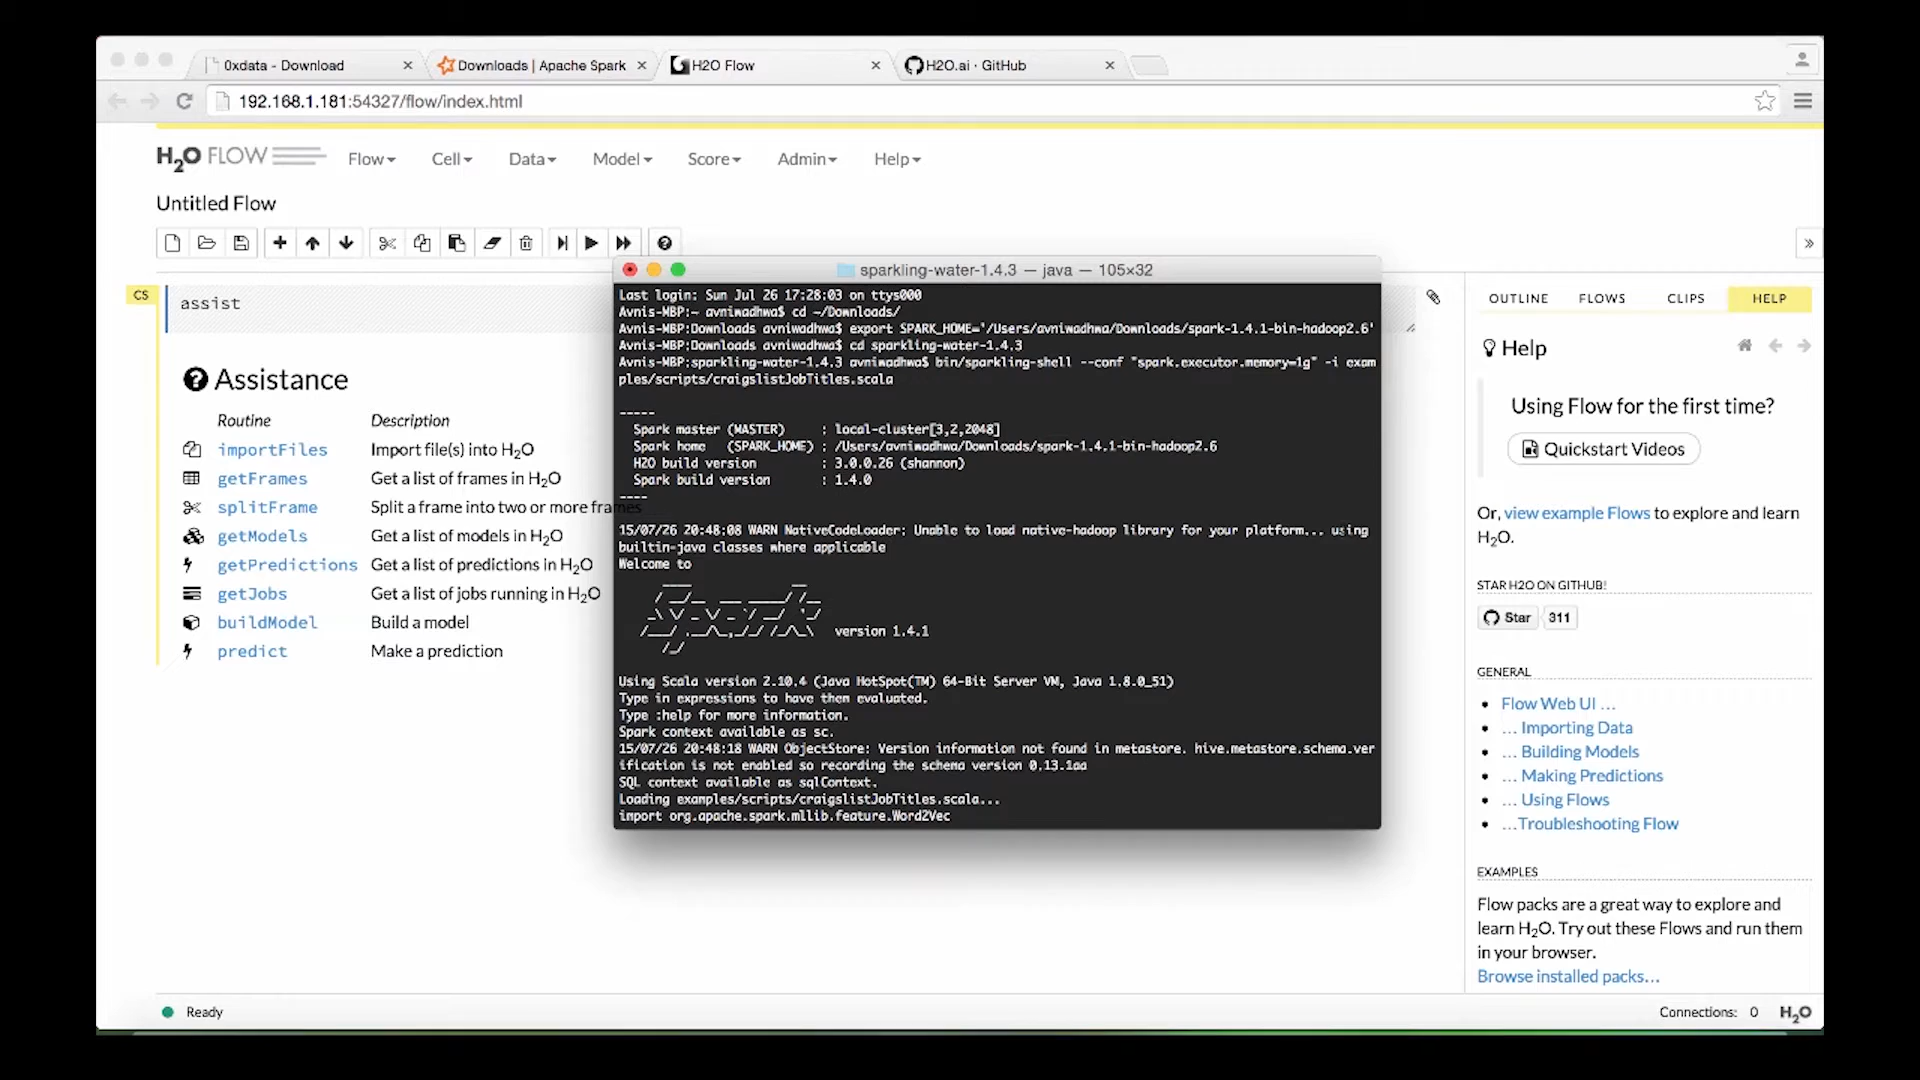 0xdata - Download
Downloads | Apache Spark
H2O Flow
H2O.ai · GitHub
192.168.1.181:54327/flow/index.html
H2O FLOW
Flow
Cell
Data
Model
Score
Admin
Help
Untitled Flow
CS
assist
Assistance
Routine Description
importFiles Import file(s) into H2O
getFrames Get a list of frames in H2O
splitFrame Split a frame into two or more frames
getModels Get a list of models in H2O
getPredictions Get a list of predictions in H2O
getJobs Get a list of jobs running in H2O
buildModel Build a model
predict Make a prediction
sparkling-water-1.4.3 — java — 105×32
Last login: Sun Jul 26 17:28:03 on ttys000
Avnis-MBP:~ avniwadhwa$ cd ~/Downloads/
Avnis-MBP:Downloads avniwadhwa$ export SPARK_HOME='/Users/avniwadhwa/Downloads/spark-1.4.1-bin-hadoop2.6'
Avnis-MBP:Downloads avniwadhwa$ cd sparkling-water-1.4.3
Avnis-MBP:sparkling-water-1.4.3 avniwadhwa$ bin/sparkling-shell --conf "spark.executor.memory=1g" -i exam
ples/scripts/craigslistJobTitles.scala
-----
Spark master (MASTER) : local-cluster[3,2,2048]
Spark home (SPARK_HOME) : /Users/avniwadhwa/Downloads/spark-1.4.1-bin-hadoop2.6
H2O build version : 3.0.0.26 (shannon)
Spark build version : 1.4.0
----
15/07/26 20:48:08 WARN NativeCodeLoader: Unable to load native-hadoop library for your platform... using
builtin-java classes where applicable
Welcome to
Spark version 1.4.1
Using Scala version 2.10.4 (Java HotSpot(TM) 64-Bit Server VM, Java 1.8.0_51)
Type in expressions to have them evaluated.
Type :help for more information.
Spark context available as sc.
15/07/26 20:48:18 WARN ObjectStore: Version information not found in metastore. hive.metastore.schema.ver
ification is not enabled so recording the schema version 0.13.1aa
SQL context available as sqlContext.
Loading examples/scripts/craigslistJobTitles.scala...
import org.apache.spark.mllib.feature.Word2Vec
OUTLINE
FLOWS
CLIPS
HELP
Help
Using Flow for the first time?
Quickstart Videos
Or, view example Flows to explore and learn
H2O.
STAR H2O ON GITHUB!
Star 311
GENERAL
Flow Web UI ...
... Importing Data
... Building Models
... Making Predictions
... Using Flows
...Troubleshooting Flow
EXAMPLES
Flow packs are a great way to explore and
learn H2O. Try out these Flows and run them
in your browser.
Browse installed packs...
Ready
Connections: 0
H2O